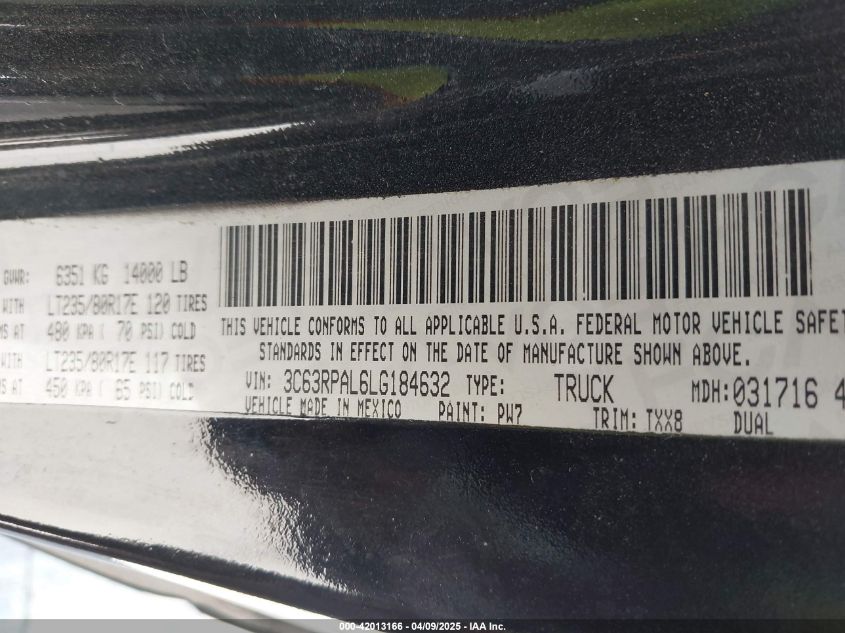 GVWR: 6351 KG 14000 LB
WITH LT235/80R17E 120 TIRES
MS AT 480 KPA ( 70 PSI) COLD
WITH LT235/80R17E 117 TIRES
MS AT 450 KPA ( 65 PSI) COLD
THIS VEHICLE CONFORMS TO ALL APPLICABLE U.S.A. FEDERAL MOTOR VEHICLE SAFET
STANDARDS IN EFFECT ON THE DATE OF MANUFACTURE SHOWN ABOVE.
VIN: 3C63RPAL6LG184632 TYPE: TRUCK MDH: 031716 4
VEHICLE MADE IN MEXICO PAINT: PW7 TRIM: TXX8 DUAL
000-42013166 - 04/09/2025 - IAA Inc.